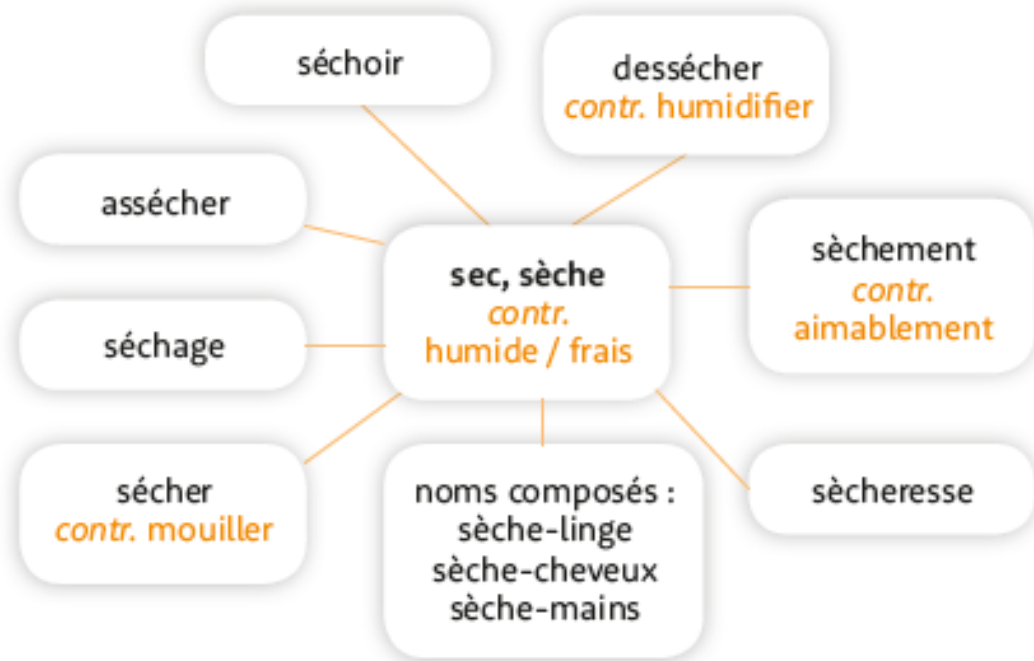 séchoir
dessécher
contr. humidifier
assécher
sec, sèche
contr.
humide / frais
sèchement
contr.
aimablement
séchage
sécher
contr. mouiller
noms composés :
sèche-linge
sèche-cheveux
sèche-mains
sècheresse